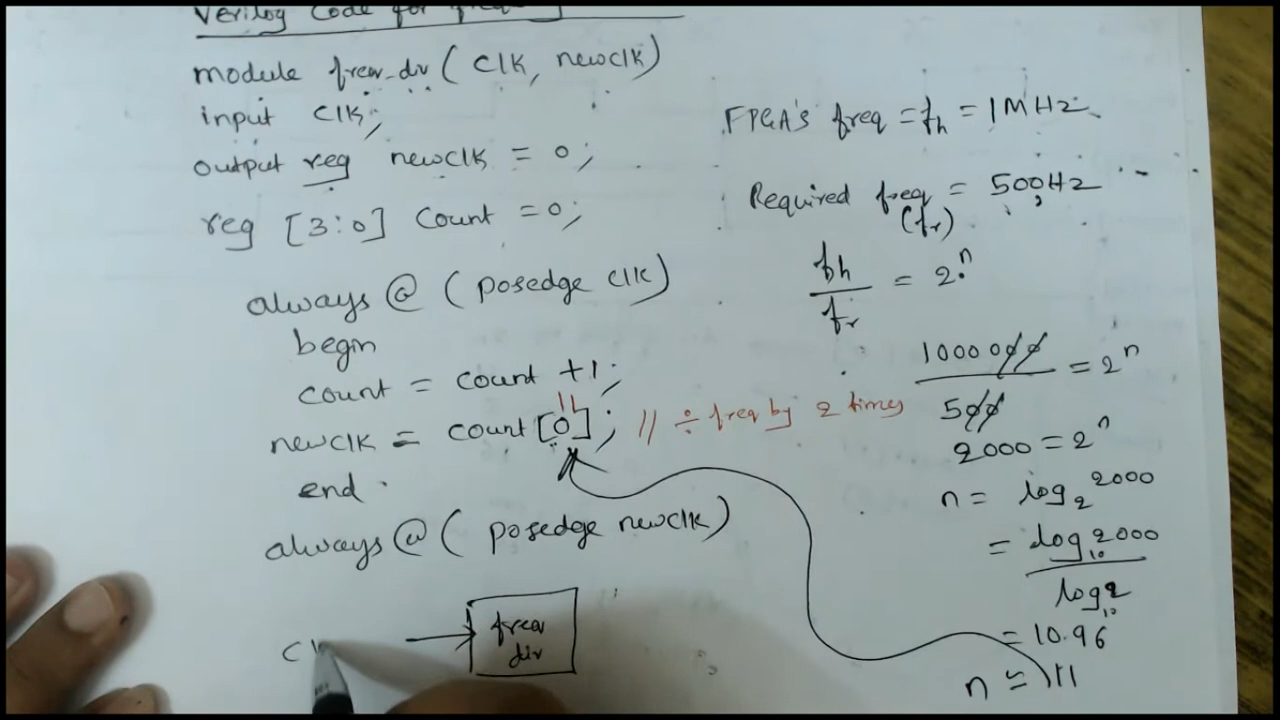 Verilog Code for
module freq_div ( clk, newclk)
input clk;
output reg newclk = 0;
reg [3:0] Count =0;
always @ ( posedge clk)
begin
count = count +1;
11
newclk = count [0]; // ÷ freq by 2 times
end
always @ ( posedge newclk)
freq
div
FPGA's freq = fh = 1MHz
Required freq = 500Hz
(fr)
fh
= 2^n
fr
1000000
= 2^n
500
2000 = 2^n
n = log2 2000
= log10 2000
log10 2
= 10.96
n ≃ 11